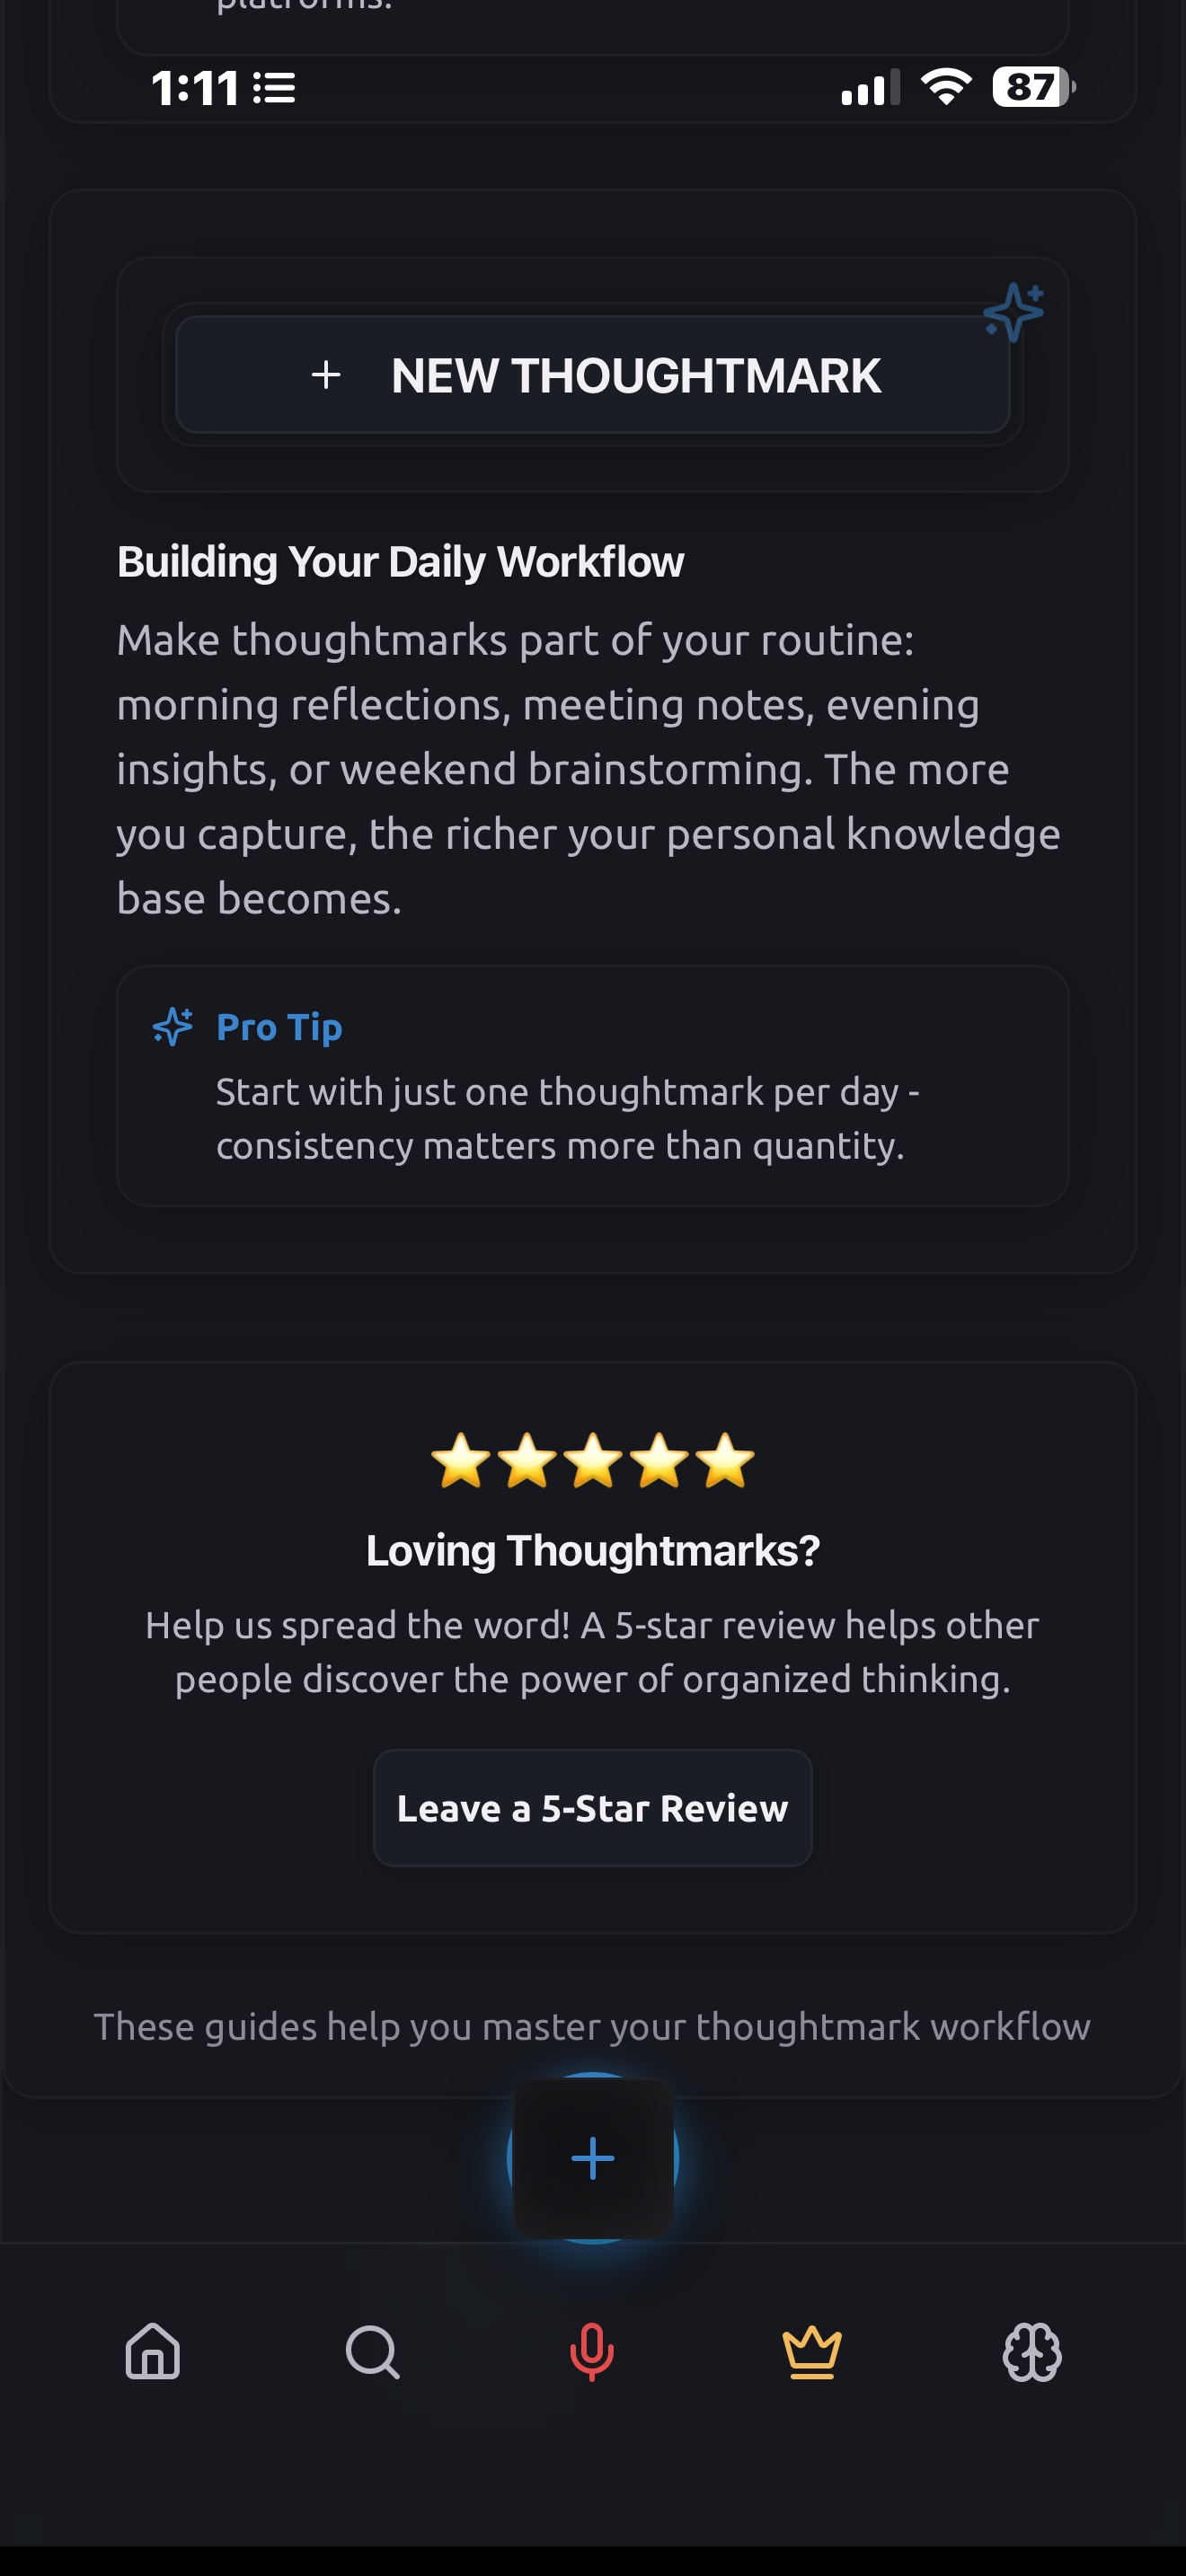 platforms.
1:11
87
NEW THOUGHTMARK
Building Your Daily Workflow
Make thoughtmarks part of your routine:
morning reflections, meeting notes, evening
insights, or weekend brainstorming. The more
you capture, the richer your personal knowledge
base becomes.
Pro Tip
Start with just one thoughtmark per day -
consistency matters more than quantity.
Loving Thoughtmarks?
Help us spread the word! A 5-star review helps other
people discover the power of organized thinking.
Leave a 5-Star Review
These guides help you master your thoughtmark workflow